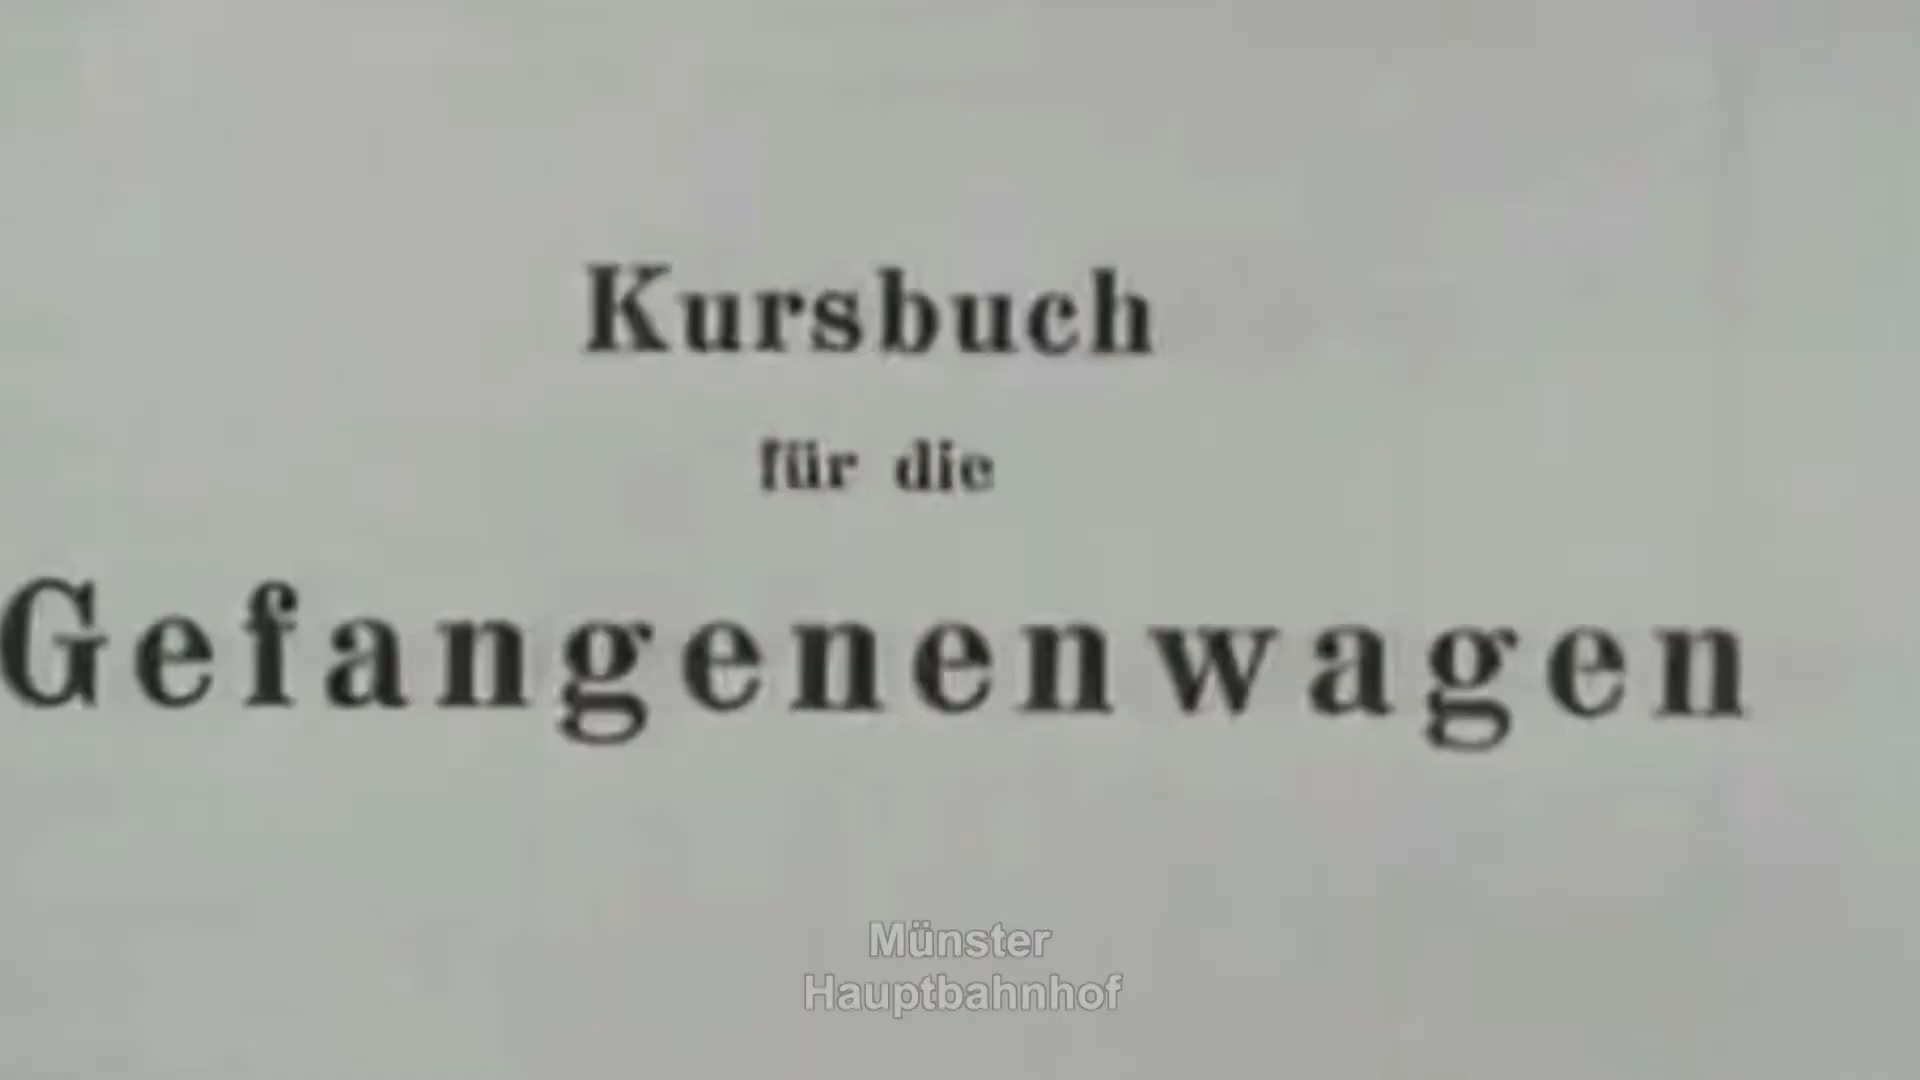 Kursbuch
für die
Gefangenenwagen
Münster
Hauptbahnhof